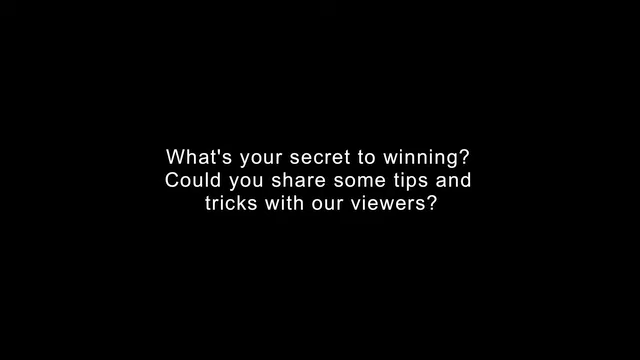 What's your secret to winning?
Could you share some tips and
tricks with our viewers?